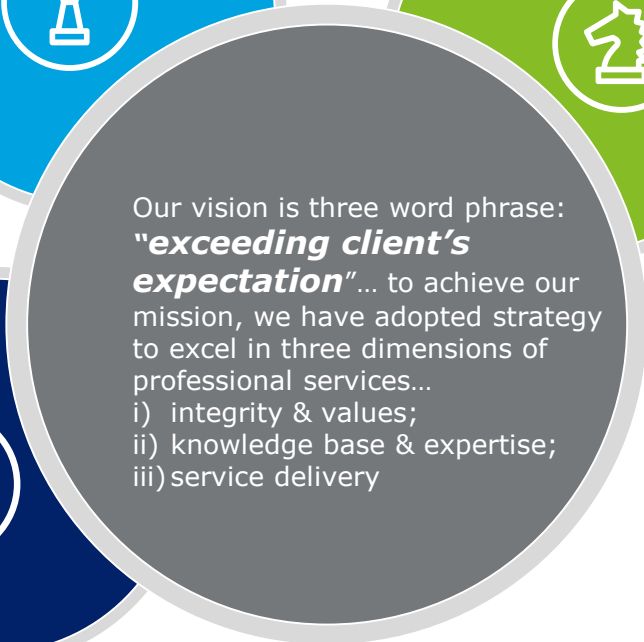 Our vision is three word phrase:
“exceeding client’s
expectation”… to achieve our
mission, we have adopted strategy
to excel in three dimensions of
professional services…
i) integrity & values;
ii) knowledge base & expertise;
iii) service delivery